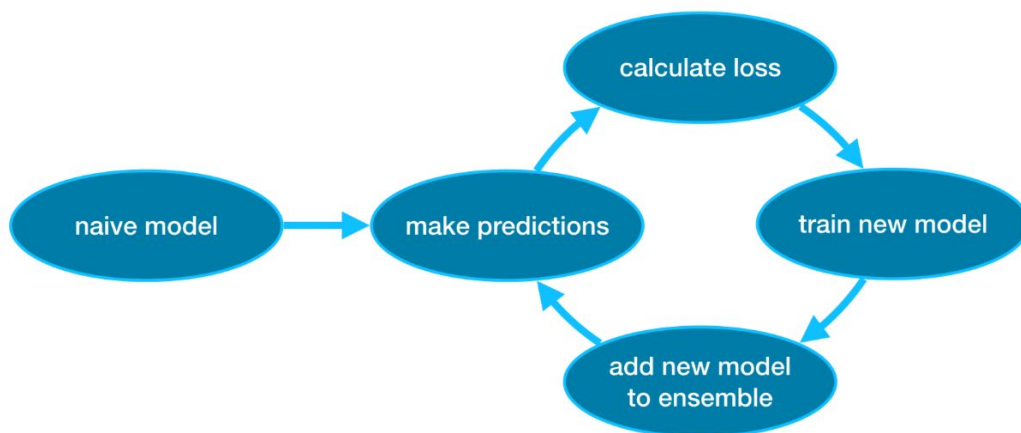 calculate loss
naive model
make predictions
train new model
add new model
to ensemble